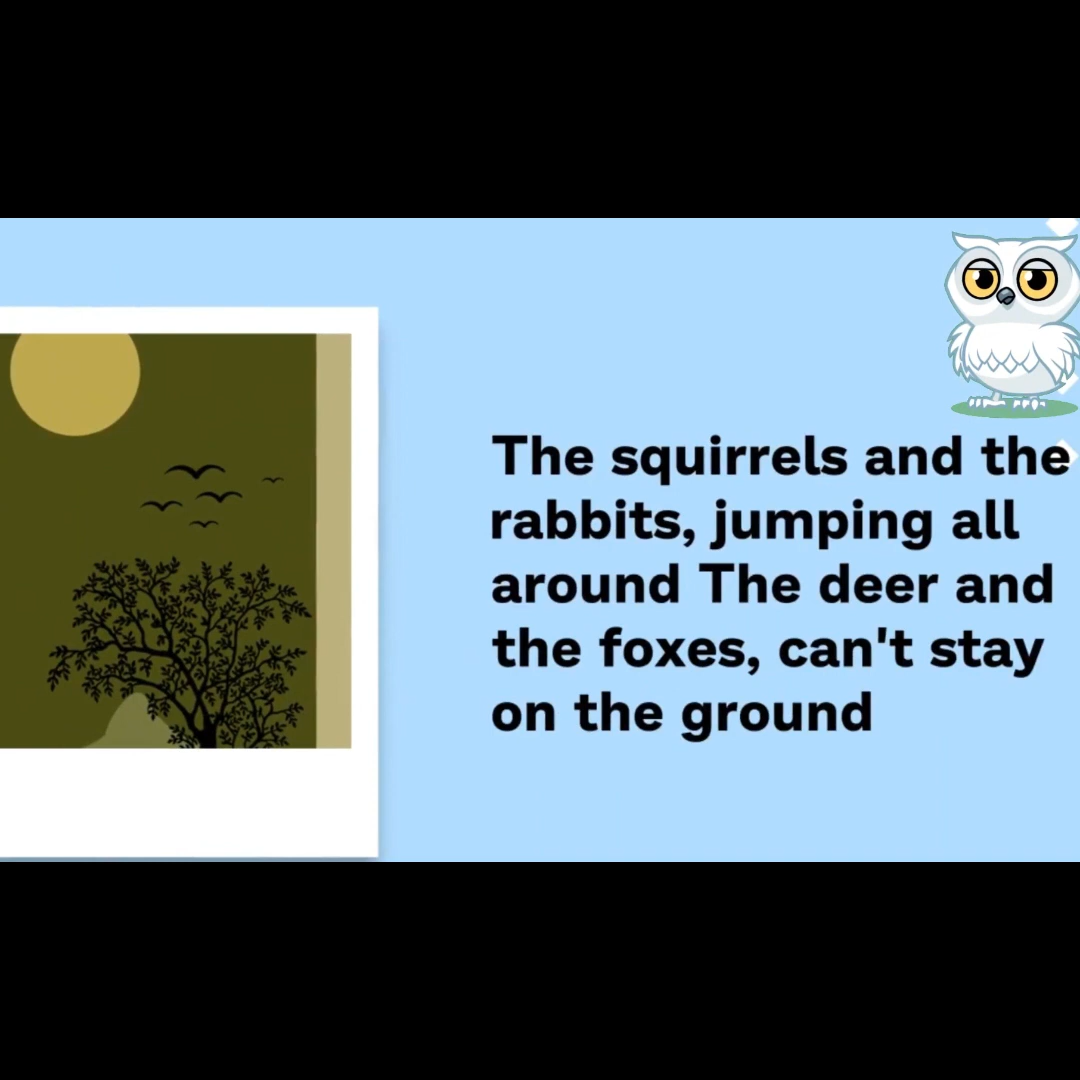 The squirrels and the
rabbits, jumping all
around The deer and
the foxes, can't stay
on the ground